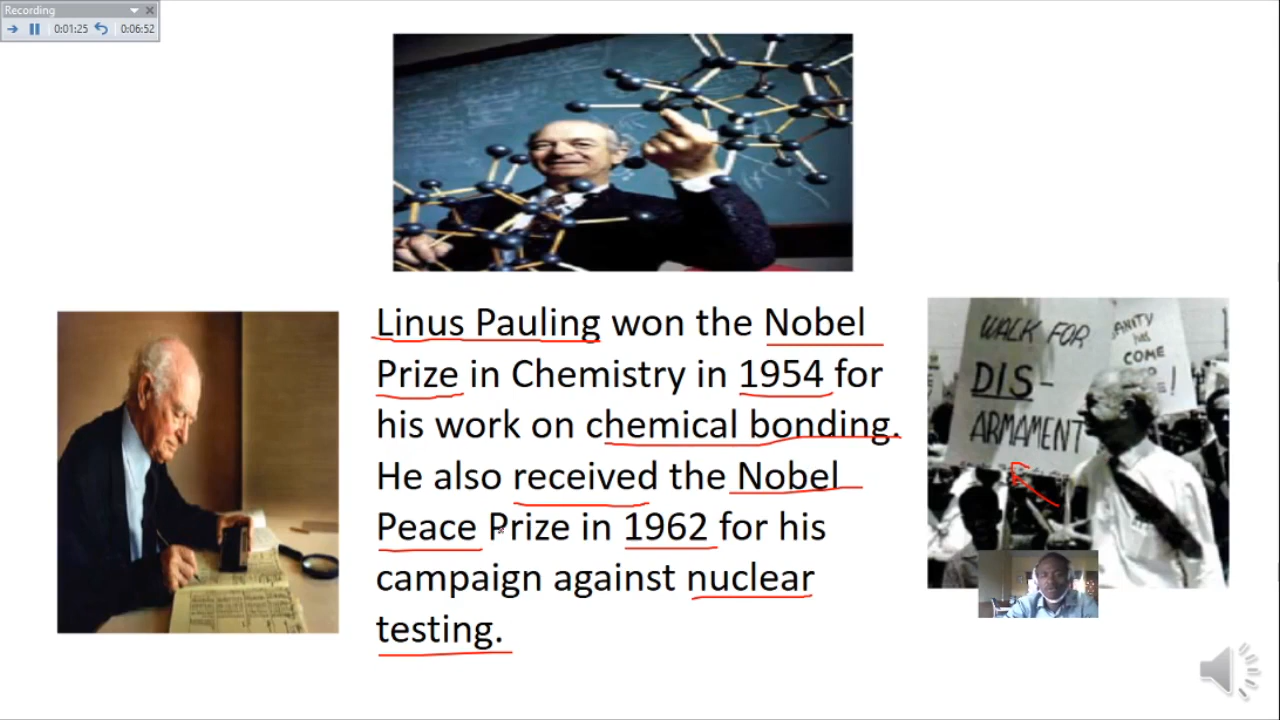 Recording
0:01:25
0:06:52
Linus Pauling won the Nobel
Prize in Chemistry in 1954 for
his work on chemical bonding.
He also received the Nobel
Peace Prize in 1962 for his
campaign against nuclear
testing.
WALK FOR
DIS-
ARMAMENT
COME